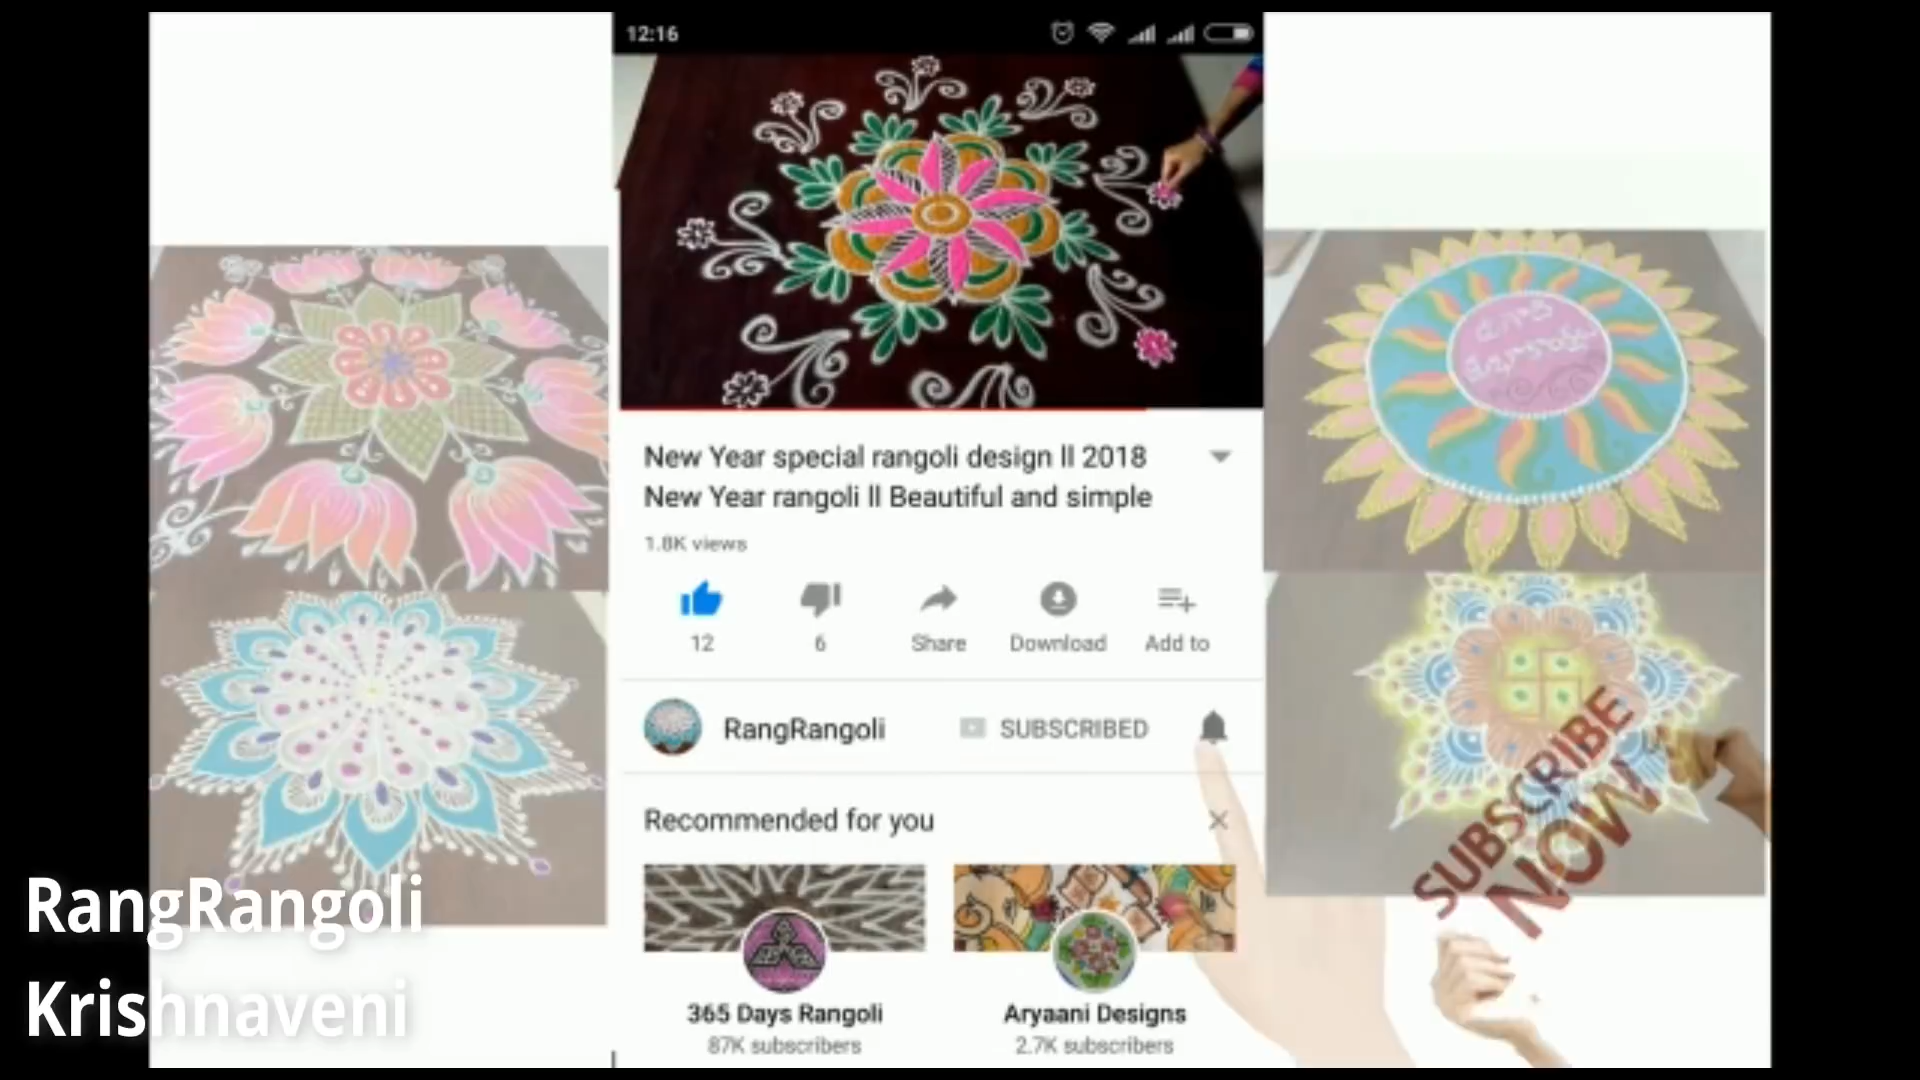 12:16
New Year special rangoli design ll 2018
New Year rangoli ll Beautiful and simple
1.8K views
12
6
Share
Download
Add to
RangRangoli
SUBSCRIBED
Recommended for you
365 Days Rangoli
87K subscribers
Aryaani Designs
2.7K subscribers
SUBSCRIBE
NOW
RangRangoli
Krishnaveni